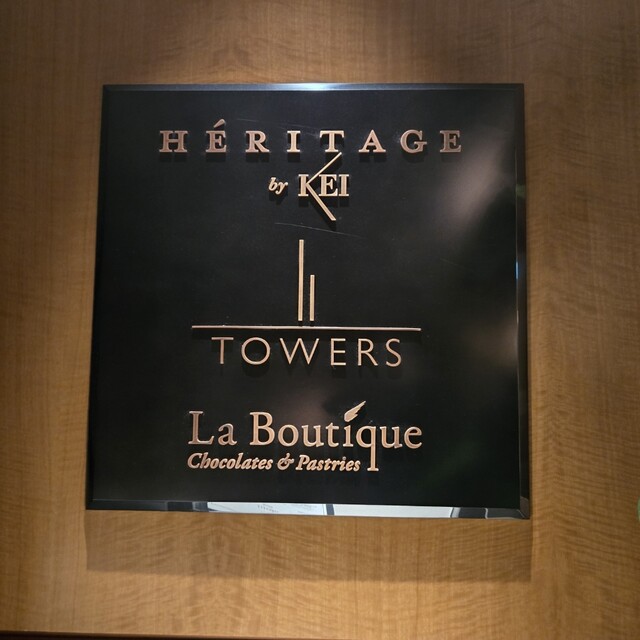 HÉRITAGE
by KEI
TOWERS
La Boutique
Chocolates & Pastries